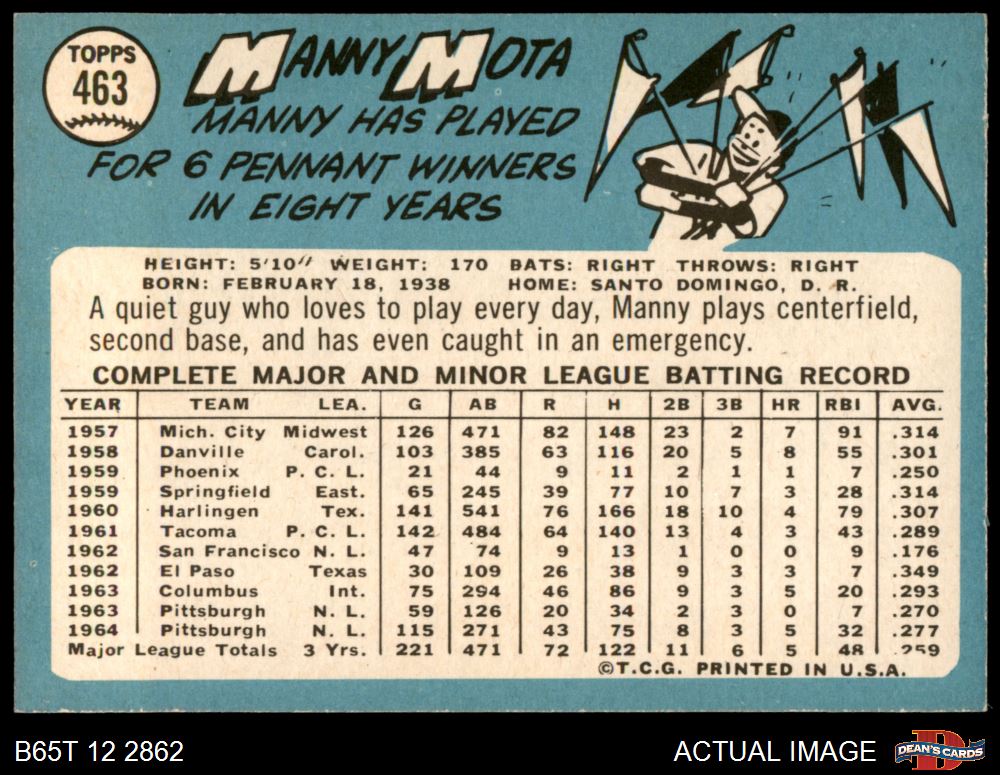 TOPPS
463
MANNY MOTA
MANNY HAS PLAYED
FOR 6 PENNANT WINNERS
IN EIGHT YEARS
HEIGHT: 5'10" WEIGHT: 170 BATS: RIGHT THROWS: RIGHT
BORN: FEBRUARY 18, 1938 HOME: SANTO DOMINGO, D. R.
A quiet guy who loves to play every day, Manny plays centerfield,
second base, and has even caught in an emergency.
COMPLETE MAJOR AND MINOR LEAGUE BATTING RECORD
YEAR TEAM LEA. G AB R H 2B 3B HR RBI AVG.
1957 Mich. City Midwest 126 471 82 148 23 2 7 91 .314
1958 Danville Carol. 103 385 63 116 20 5 8 55 .301
1959 Phoenix P. C. L. 21 44 9 11 2 1 1 7 .250
1959 Springfield East. 65 245 39 77 10 7 3 28 .314
1960 Harlingen Tex. 141 541 76 166 18 10 4 79 .307
1961 Tacoma P. C. L. 142 484 64 140 13 4 3 43 .289
1962 San Francisco N. L. 47 74 9 13 1 0 0 9 .176
1962 El Paso Texas 30 109 26 38 9 3 3 7 .349
1963 Columbus Int. 75 294 46 86 9 3 5 20 .293
1963 Pittsburgh N. L. 59 126 20 34 2 3 0 7 .270
1964 Pittsburgh N. L. 115 271 43 75 8 3 5 32 .277
Major League Totals 3 Yrs. 221 471 72 122 11 6 5 48 .259
©T.C.G. PRINTED IN U.S.A.
B65T 12 2862 ACTUAL IMAGE DEAN'S CARDS